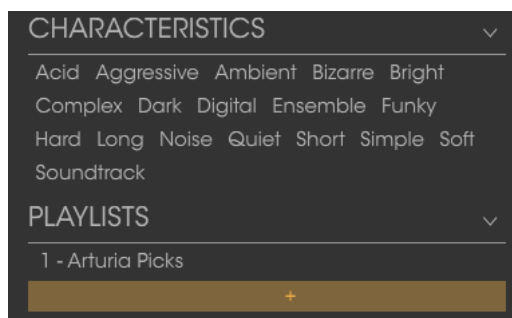 CHARACTERISTICS
Acid Aggressive Ambient Bizarre Bright
Complex Dark Digital Ensemble Funky
Hard Long Noise Quiet Short Simple Soft
Soundtrack
PLAYLISTS
1 - Arturia Picks
+